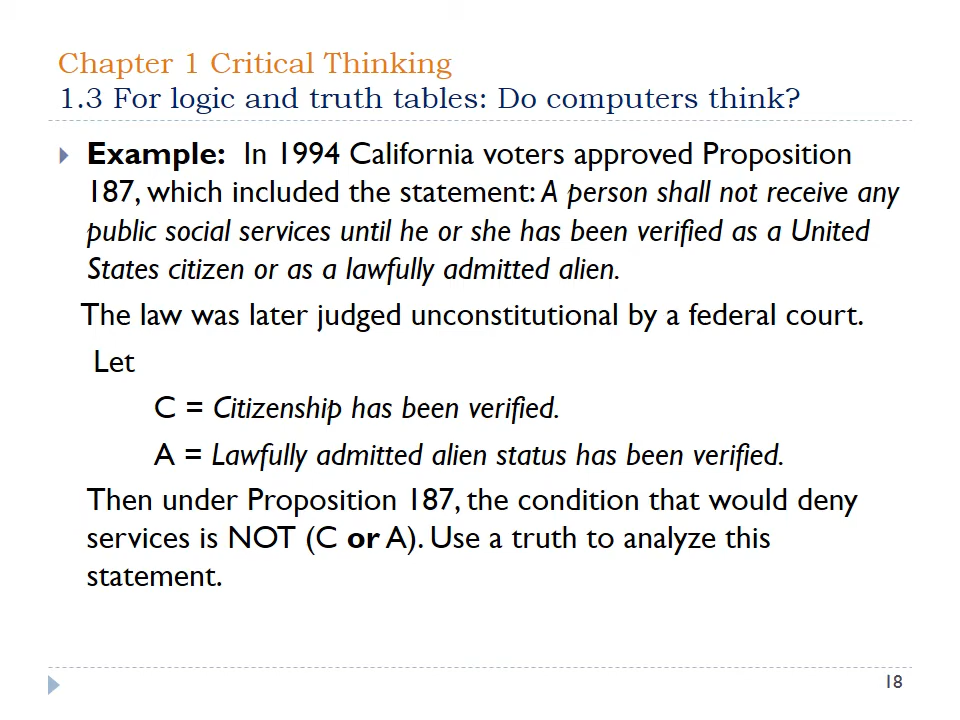 Chapter 1 Critical Thinking
1.3 For logic and truth tables: Do computers think?
Example: In 1994 California voters approved Proposition
187, which included the statement: A person shall not receive any
public social services until he or she has been verified as a United
States citizen or as a lawfully admitted alien.
The law was later judged unconstitutional by a federal court.
Let
C = Citizenship has been verified.
A = Lawfully admitted alien status has been verified.
Then under Proposition 187, the condition that would deny
services is NOT (C or A). Use a truth to analyze this
statement.
18